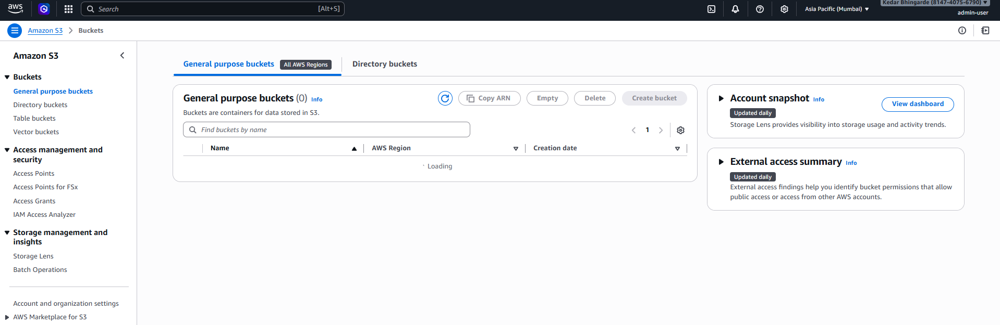 aws
Search [Alt+S]
Asia Pacific (Mumbai)
Kedar Bhingarde (8147-4075-6790)
admin-user
Amazon S3 Buckets
Amazon S3
Buckets
General purpose buckets
Directory buckets
Table buckets
Vector buckets
Access management and
security
Access Points
Access Points for FSx
Access Grants
IAM Access Analyzer
Storage management and
insights
Storage Lens
Batch Operations
Account and organization settings
AWS Marketplace for S3
General purpose buckets All AWS Regions Directory buckets
General purpose buckets (0) Info
Copy ARN Empty Delete Create bucket
Buckets are containers for data stored in S3.
Find buckets by name
1
Name AWS Region Creation date
Loading
Account snapshot Info
View dashboard
Updated daily
Storage Lens provides visibility into storage usage and activity trends.
External access summary Info
Updated daily
External access findings help you identify bucket permissions that allow
public access or access from other AWS accounts.